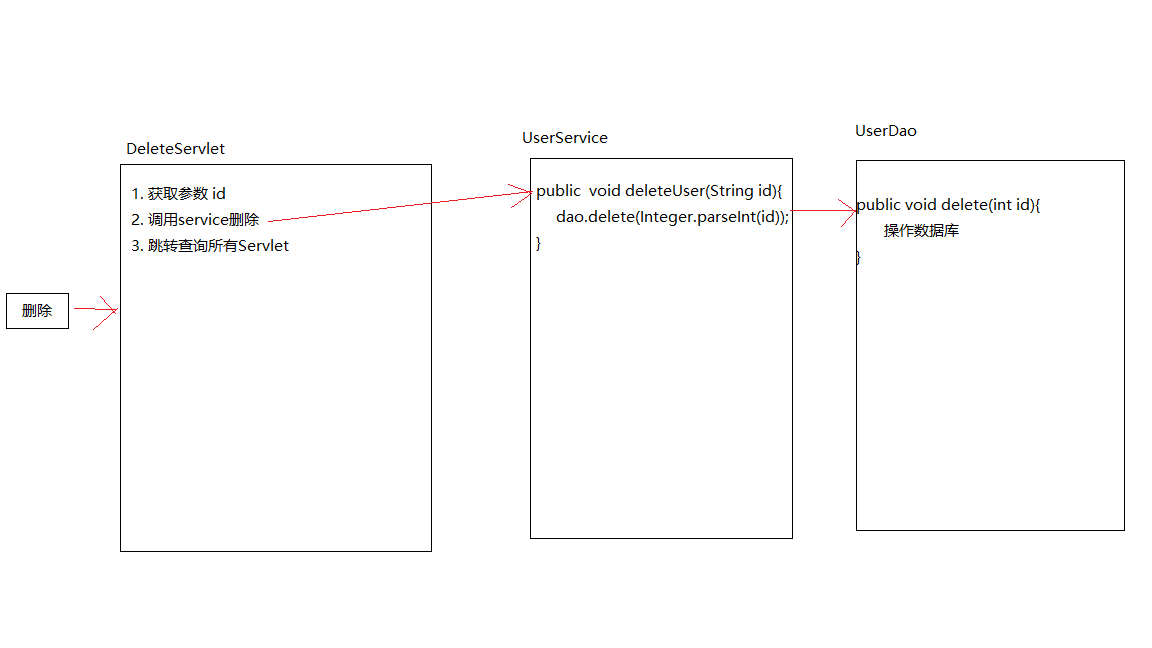 删除
DeleteServlet
1. 获取参数 id
2. 调用service删除
3. 跳转查询所有Servlet
UserService
public  void deleteUser(String id){
dao.delete(Integer.parseInt(id));
}
UserDao
public void delete(int id){
操作数据库
}